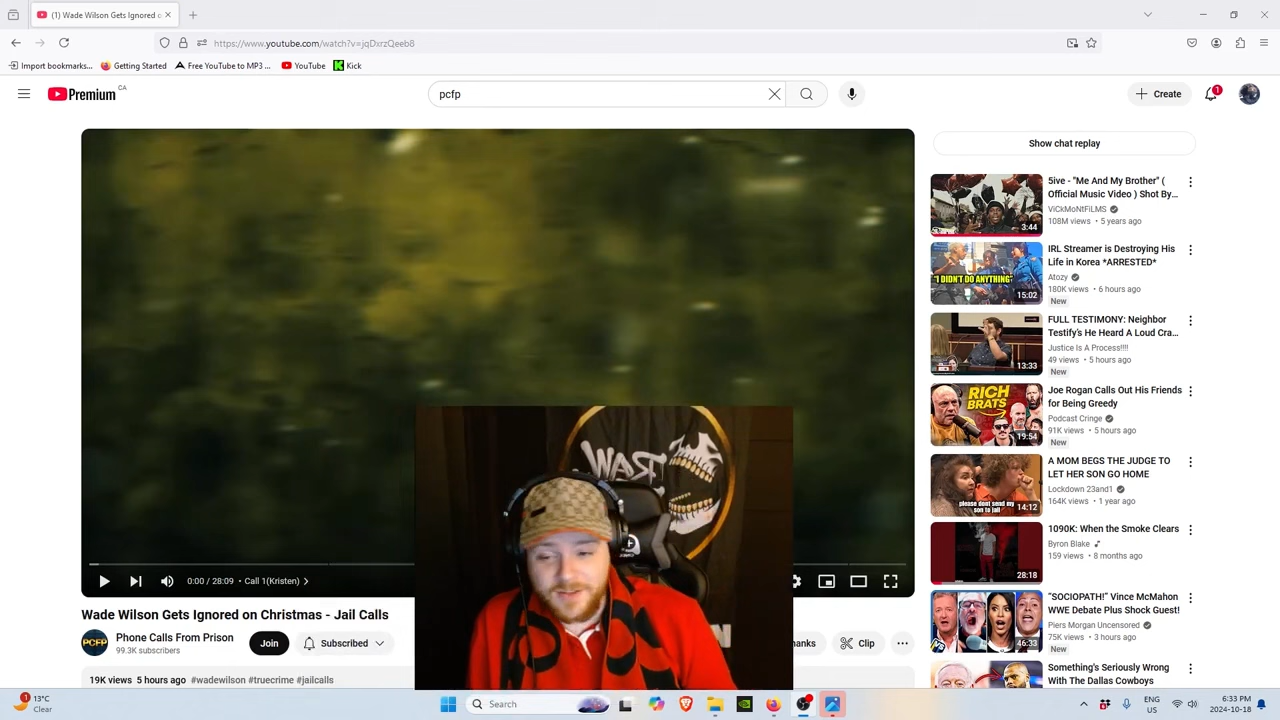 (1) Wade Wilson Gets Ignored o
https://www.youtube.com/watch?v=jqDxrzQeeb8
Import bookmarks... Getting Started Free YouTube to MP3 ... YouTube Kick
Premium CA
pcfp
Create
1
Show chat replay
5ive - "Me And My Brother" (
Official Music Video ) Shot By...
ViCkMoNtFiLMS
108M views • 5 years ago
3:44
IRL Streamer is Destroying His
Life in Korea *ARRESTED*
Atozy
180K views • 6 hours ago
New
"I DIDN'T DO ANYTHING"
15:02
FULL TESTIMONY: Neighbor
Testify's He Heard A Loud Cra...
Justice Is A Process!!!!
49 views • 5 hours ago
New
13:33
Joe Rogan Calls Out His Friends
for Being Greedy
Podcast Cringe
91K views • 5 hours ago
New
RICH
BRATS
19:54
A MOM BEGS THE JUDGE TO
LET HER SON GO HOME
Lockdown 23and1
164K views • 1 year ago
please dont send my
son to jail
14:12
1090K: When the Smoke Clears
Byron Blake
159 views • 8 months ago
28:18
"SOCIOPATH!" Vince McMahon
WWE Debate Plus Shock Guest!
Piers Morgan Uncensored
75K views • 3 hours ago
New
46:33
Something's Seriously Wrong
With The Dallas Cowboys
WAST
0:00 / 28:09 • Call 1(Kristen)
Wade Wilson Gets Ignored on Christmas - Jail Calls
PCFP
Phone Calls From Prison
99.3K subscribers
Join
Subscribed
hanks
Clip
19K views 5 hours ago #wadewilson #truecrime #jailcalls
1
13°C
Clear
Search
ENG
US
6:33 PM
2024-10-18